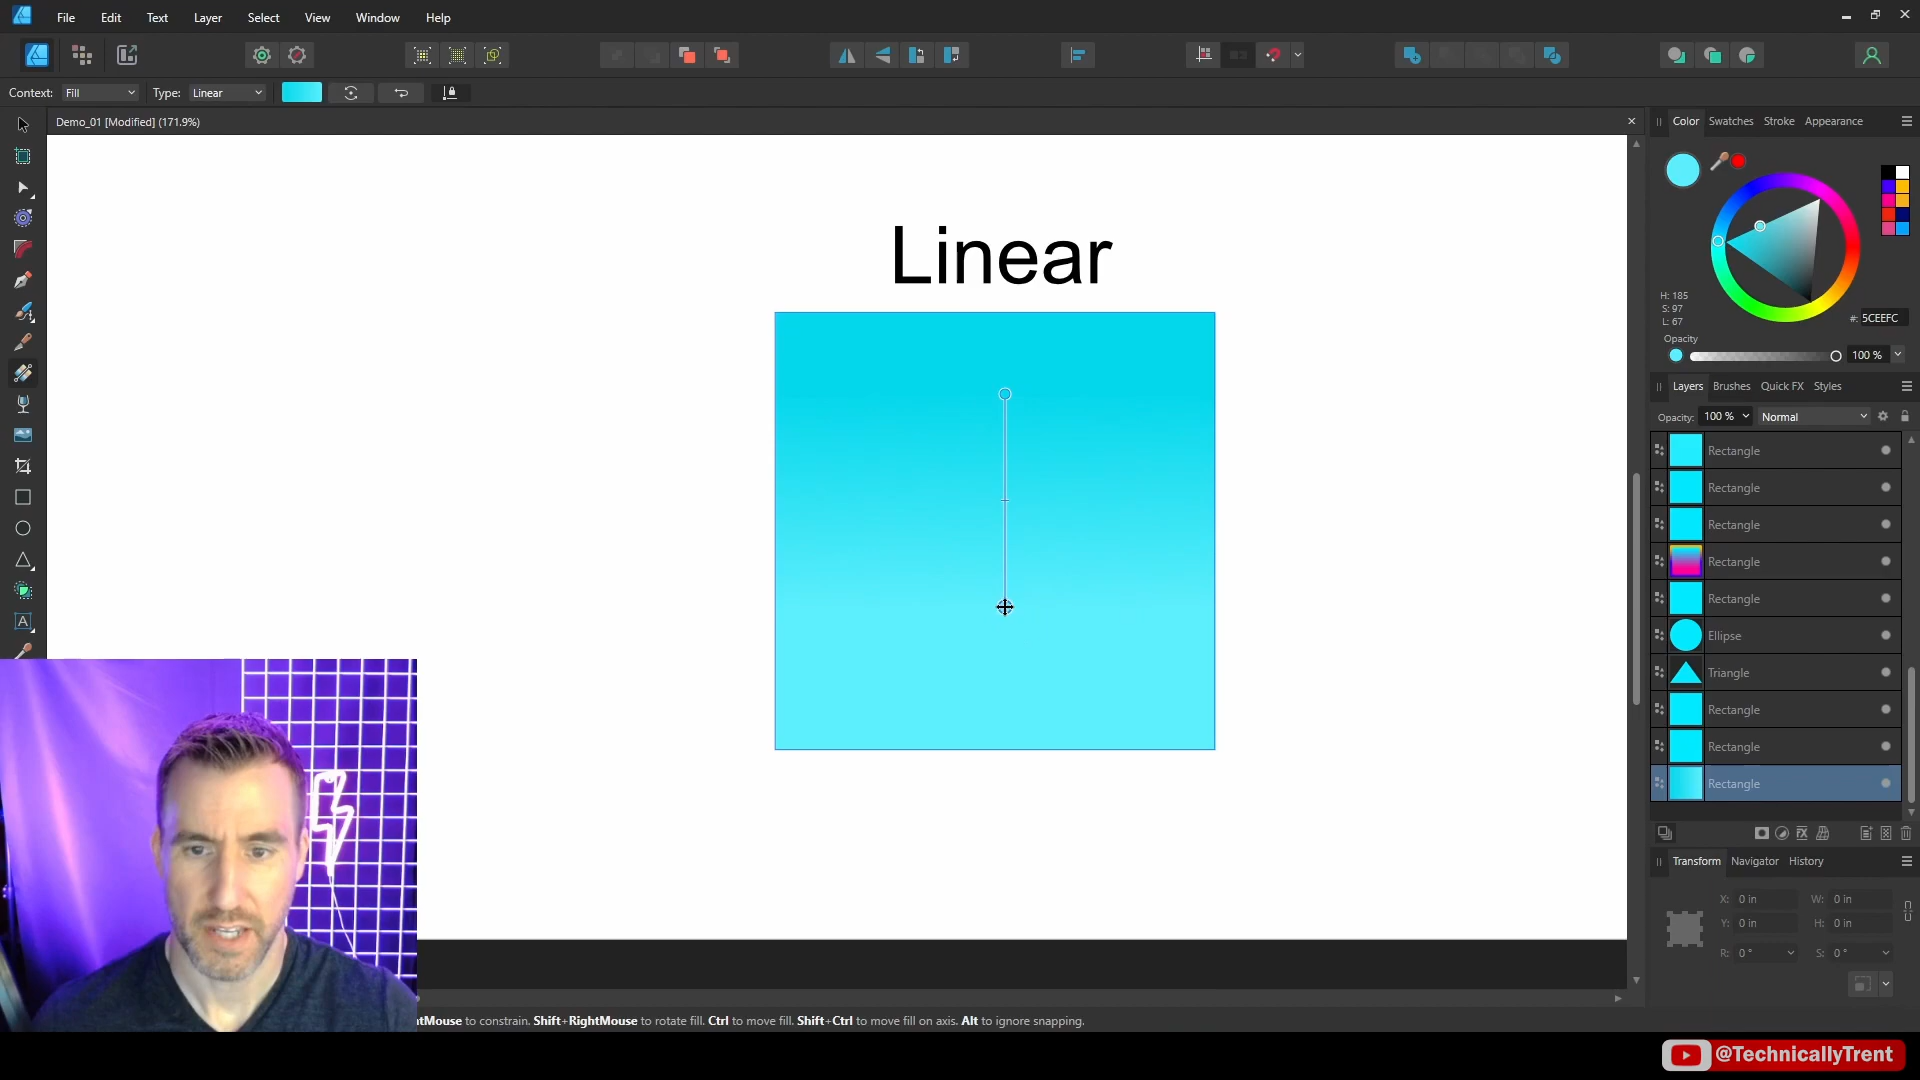 File Edit Text Layer Select View Window Help
Context: Fill Type: Linear
Demo_01 [Modified] (171.9%)
Linear
Color Swatches Stroke Appearance
H: 185
S: 97
L: 67
#: 5CEEFC
Opacity
100 %
Layers Brushes Quick FX Styles
Opacity: 100 % Normal
Rectangle
Rectangle
Rectangle
Rectangle
Rectangle
Ellipse
Triangle
Rectangle
Rectangle
Rectangle
Transform Navigator History
X: 0 in W: 0 in
Y: 0 in H: 0 in
R: 0 ° S: 0 °
to constrain. Shift+RightMouse to rotate fill. Ctrl to move fill. Shift+Ctrl to move fill on axis. Alt to ignore snapping.
@TechnicallyTrent